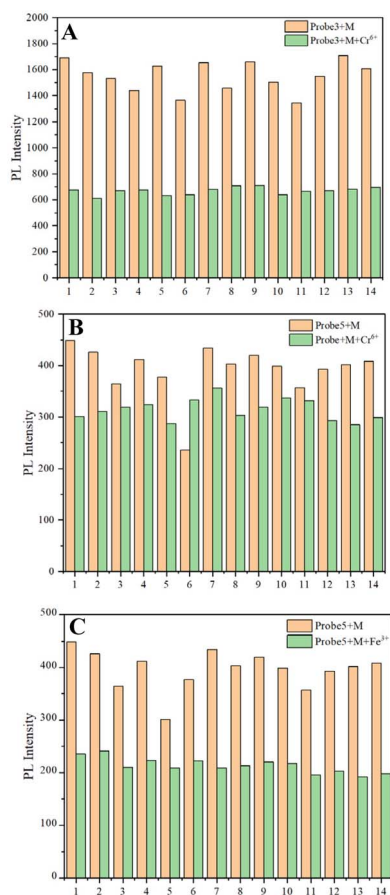 A
Probe3+M
Probe3+M+Cr⁶⁺
PL Intensity
2000
1800
1600
1400
1200
1000
800
600
400
200
0
1 2 3 4 5 6 7 8 9 10 11 12 13 14
B
Probe5+M
Probe+M+Cr⁶⁺
PL Intensity
500
400
300
200
100
0
1 2 3 4 5 6 7 8 9 10 11 12 13 14
C
Probe5+M
Probe5+M+Fe³⁺
PL Intensity
500
400
300
200
100
0
1 2 3 4 5 6 7 8 9 10 11 12 13 14